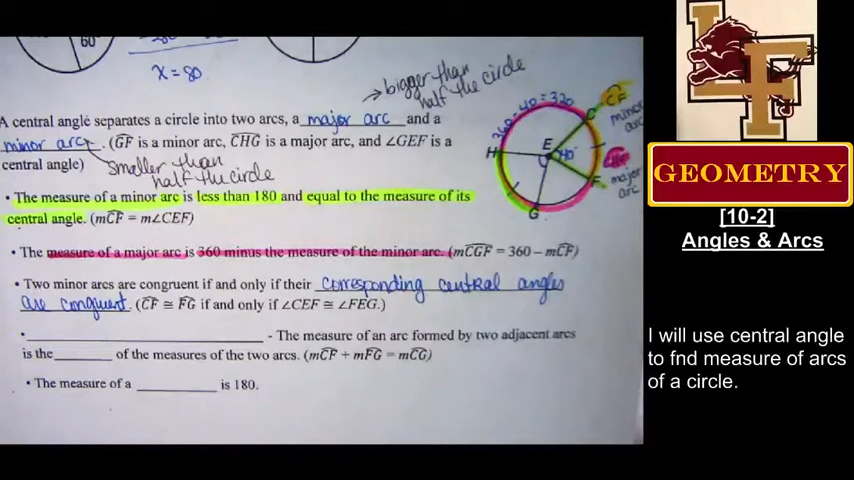 60°
x = 80
→ bigger than
half the circle
A central angle separates a circle into two arcs, a major arc and a
minor arc. (GF is a minor arc, CHG is a major arc, and ∠GEF is a
central angle)
smaller than
half the circle
• The measure of a minor arc is less than 180 and equal to the measure of its
central angle. (mCF = m∠CEF)
• The measure of a major arc is 360 minus the measure of the minor arc. (mCGF = 360 – mCF)
• Two minor arcs are congruent if and only if their corresponding central angles
are congruent. (CF ≅ FG if and only if ∠CEF ≅ ∠FEG.)
• ____________________ - The measure of an arc formed by two adjacent arcs
is the ________ of the measures of the two arcs. (mCF + mFG = mCG)
• The measure of a __________ is 180.
360 - 40 = 320
C
CF
minor
arc
H
E
40°
F
major
arc
G
LF
GEOMETRY
[10-2]
Angles & Arcs
I will use central angle
to fnd measure of arcs
of a circle.